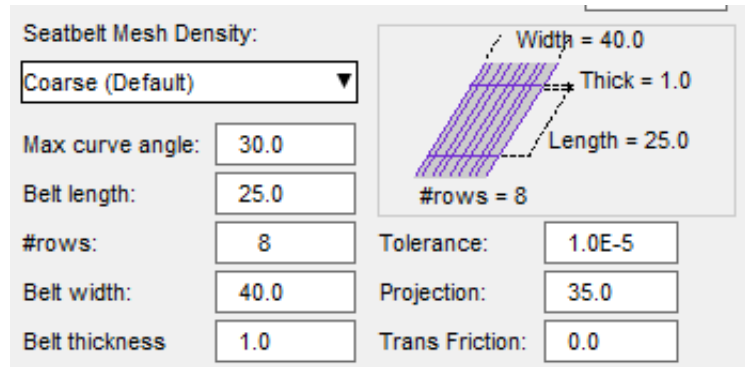 Seatbelt Mesh Density:
Coarse (Default)
Max curve angle: 30.0
Belt length: 25.0
#rows: 8
Belt width: 40.0
Belt thickness 1.0
Width = 40.0
Thick = 1.0
Length = 25.0
#rows = 8
Tolerance: 1.0E-5
Projection: 35.0
Trans Friction: 0.0